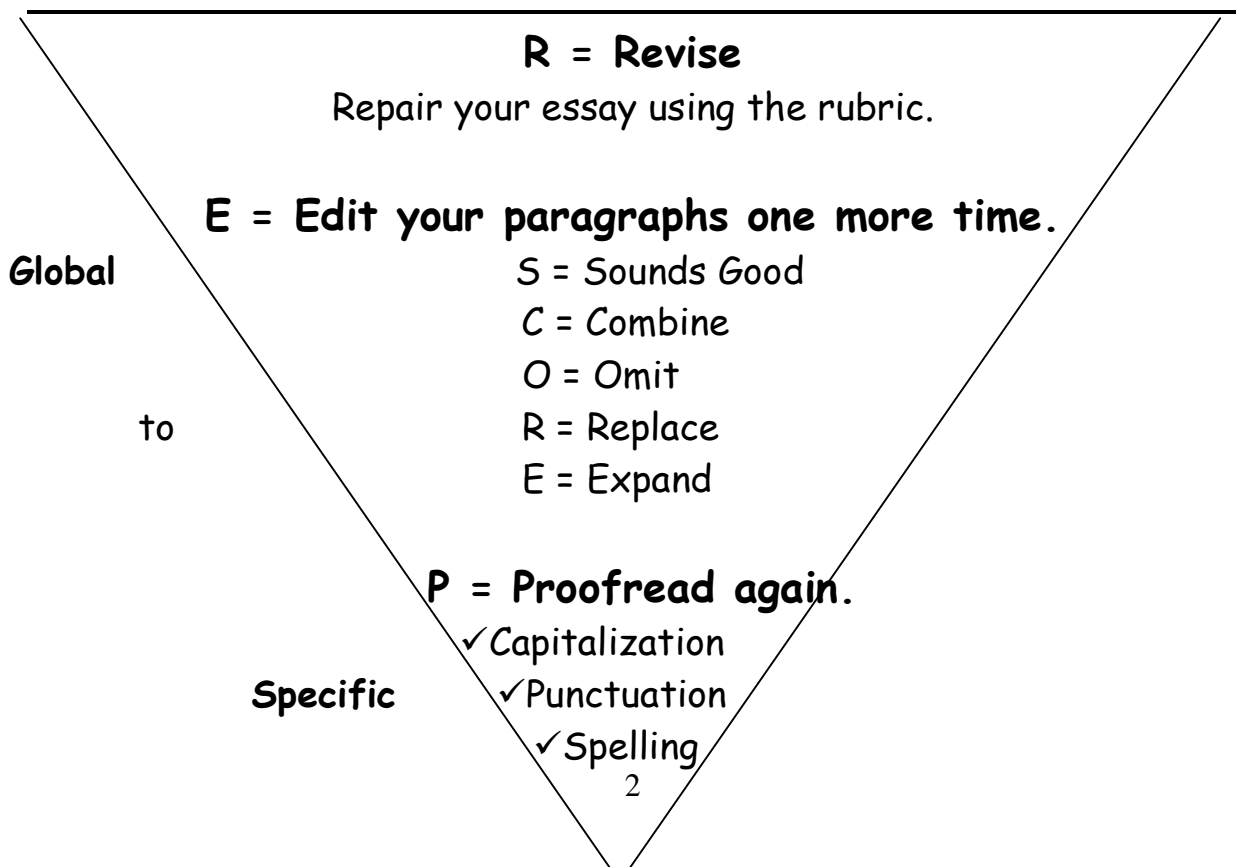 R = Revise
Repair your essay using the rubric.
E = Edit your paragraphs one more time.
Global
S = Sounds Good
C = Combine
O = Omit
to
R = Replace
E = Expand
P = Proofread again.
✓Capitalization
Specific
✓Punctuation
✓Spelling
2